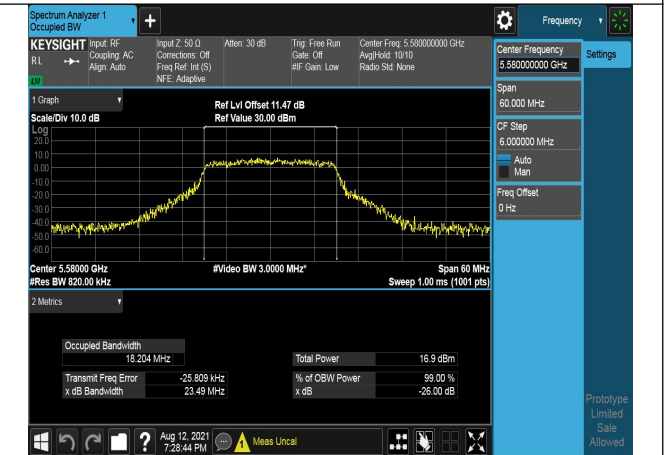 Spectrum Analyzer 1
Occupied BW
+
Frequency
KEYSIGHT
RL
LXI
Input: RF
Coupling: AC
Align: Auto
Input Z: 50 Ω
Corrections: Off
Freq Ref: Int (S)
NFE: Adaptive
Atten: 30 dB
Trig: Free Run
Gate: Off
#IF Gain: Low
Center Freq: 5.580000000 GHz
Avg|Hold: 10/10
Radio Std: None
Center Frequency
5.580000000 GHz
Settings
Span
60.000 MHz
CF Step
6.000000 MHz
Auto
Man
Freq Offset
0 Hz
1 Graph
Scale/Div 10.0 dB
Ref Lvl Offset 11.47 dB
Ref Value 30.00 dBm
Log
20.0
10.0
0.00
-10.0
-20.0
-30.0
-40.0
-50.0
-60.0
Center 5.58000 GHz
#Res BW 820.00 kHz
#Video BW 3.0000 MHz*
Span 60 MHz
Sweep 1.00 ms (1001 pts)
2 Metrics
Occupied Bandwidth
18.204 MHz
Total Power 16.9 dBm
Transmit Freq Error -25.809 kHz
% of OBW Power 99.00 %
x dB Bandwidth 23.49 MHz
x dB -26.00 dB
Prototype
Limited
Sale
Allowed
?
Aug 12, 2021
7:28:44 PM
Meas Uncal